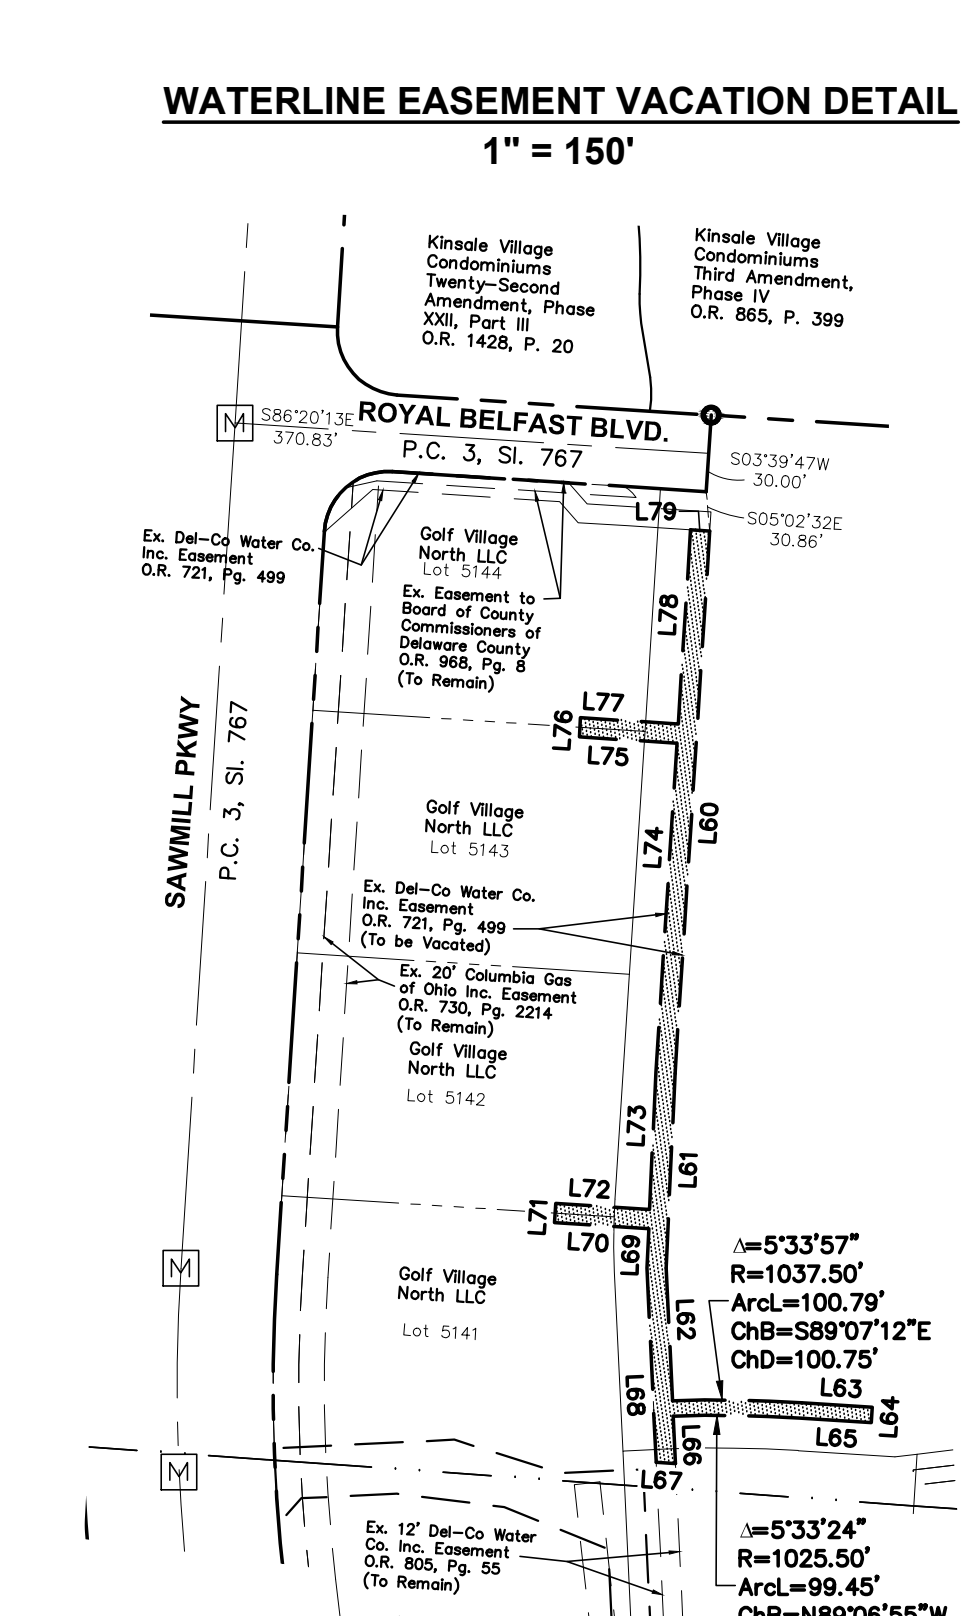 WATERLINE EASEMENT VACATION DETAIL
1" = 150'
Kinsale Village
Condominiums
Twenty-Second
Amendment, Phase
XXII, Part III
O.R. 1428, P. 20
Kinsale Village
Condominiums
Third Amendment,
Phase IV
O.R. 865, P. 399
M
S86°20'13E
370.83'
ROYAL BELFAST BLVD.
P.C. 3, Sl. 767
S03°39'47W
30.00'
L79
S05°02'32E
30.86'
Ex. Del-Co Water Co.
Inc. Easement
O.R. 721, Pg. 499
Golf Village
North LLC
Lot 5144
Ex. Easement to
Board of County
Commissioners of
Delaware County
O.R. 968, Pg. 8
(To Remain)
L78
L77
L76
L75
SAWMILL PKWY
P.C. 3, Sl. 767
Golf Village
North LLC
Lot 5143
L74
L60
Ex. Del-Co Water Co.
Inc. Easement
O.R. 721, Pg. 499
(To be Vacated)
Ex. 20' Columbia Gas
of Ohio Inc. Easement
O.R. 730, Pg. 2214
(To Remain)
Golf Village
North LLC
Lot 5142
L73
L61
L72
L71
L70
L69
M
Golf Village
North LLC
Lot 5141
L62
Δ=5°33'57"
R=1037.50'
ArcL=100.79'
ChB=S89°07'12"E
ChD=100.75'
L68
L63
L64
L65
L66
L67
M
Ex. 12' Del-Co Water
Co. Inc. Easement
O.R. 805, Pg. 55
(To Remain)
Δ=5°33'24"
R=1025.50'
ArcL=99.45'
ChB=N89°06'55"W